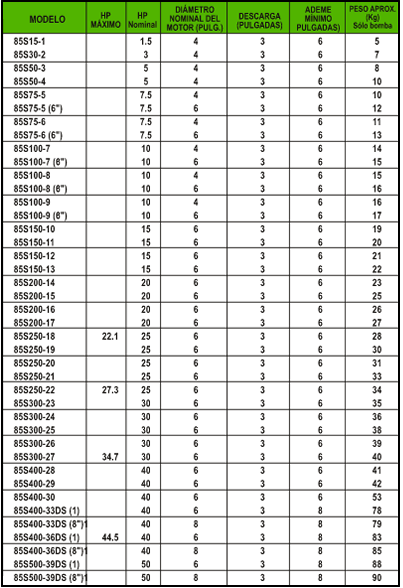 MODELO HP MÁXIMO HP Nominal DIÁMETRO NOMINAL DEL MOTOR (PULG.) DESCARGA (PULGADAS) ADEME MÍNIMO PULGADAS) PESO APROX. (Kg) Sólo bomba
85S15-1 1.5 4 3 6 5
85S30-2 3 4 3 6 7
85S50-3 5 4 3 6 8
85S50-4 5 4 3 6 10
85S75-5 7.5 4 3 6 10
85S75-5 (6") 7.5 6 3 6 12
85S75-6 7.5 4 3 6 11
85S75-6 (6") 7.5 6 3 6 13
85S100-7 10 4 3 6 14
85S100-7 (6") 10 6 3 6 15
85S100-8 10 4 3 6 15
85S100-8 (6") 10 6 3 6 16
85S100-9 10 4 3 6 16
85S100-9 (6") 10 6 3 6 17
85S150-10 15 6 3 6 19
85S150-11 15 6 3 6 20
85S150-12 15 6 3 6 21
85S150-13 15 6 3 6 22
85S200-14 20 6 3 6 23
85S200-15 20 6 3 6 25
85S200-16 20 6 3 6 26
85S200-17 20 6 3 6 27
85S250-18 22.1 25 6 3 6 28
85S250-19 25 6 3 6 30
85S250-20 25 6 3 6 31
85S250-21 25 6 3 6 33
85S250-22 27.3 25 6 3 6 34
85S300-23 30 6 3 6 35
85S300-24 30 6 3 6 36
85S300-25 30 6 3 6 38
85S300-26 30 6 3 6 39
85S300-27 34.7 30 6 3 6 40
85S400-28 40 6 3 6 41
85S400-29 40 6 3 6 42
85S400-30 40 6 3 6 53
85S400-33DS (1) 40 6 3 8 78
85S400-33DS (8")1 40 8 3 8 79
85S400-36DS (1) 44.5 40 6 3 8 83
85S400-36DS (8")1 40 8 3 8 85
85S500-39DS (1) 50 6 3 8 88
85S500-39DS (8")1 50 8 3 8 90